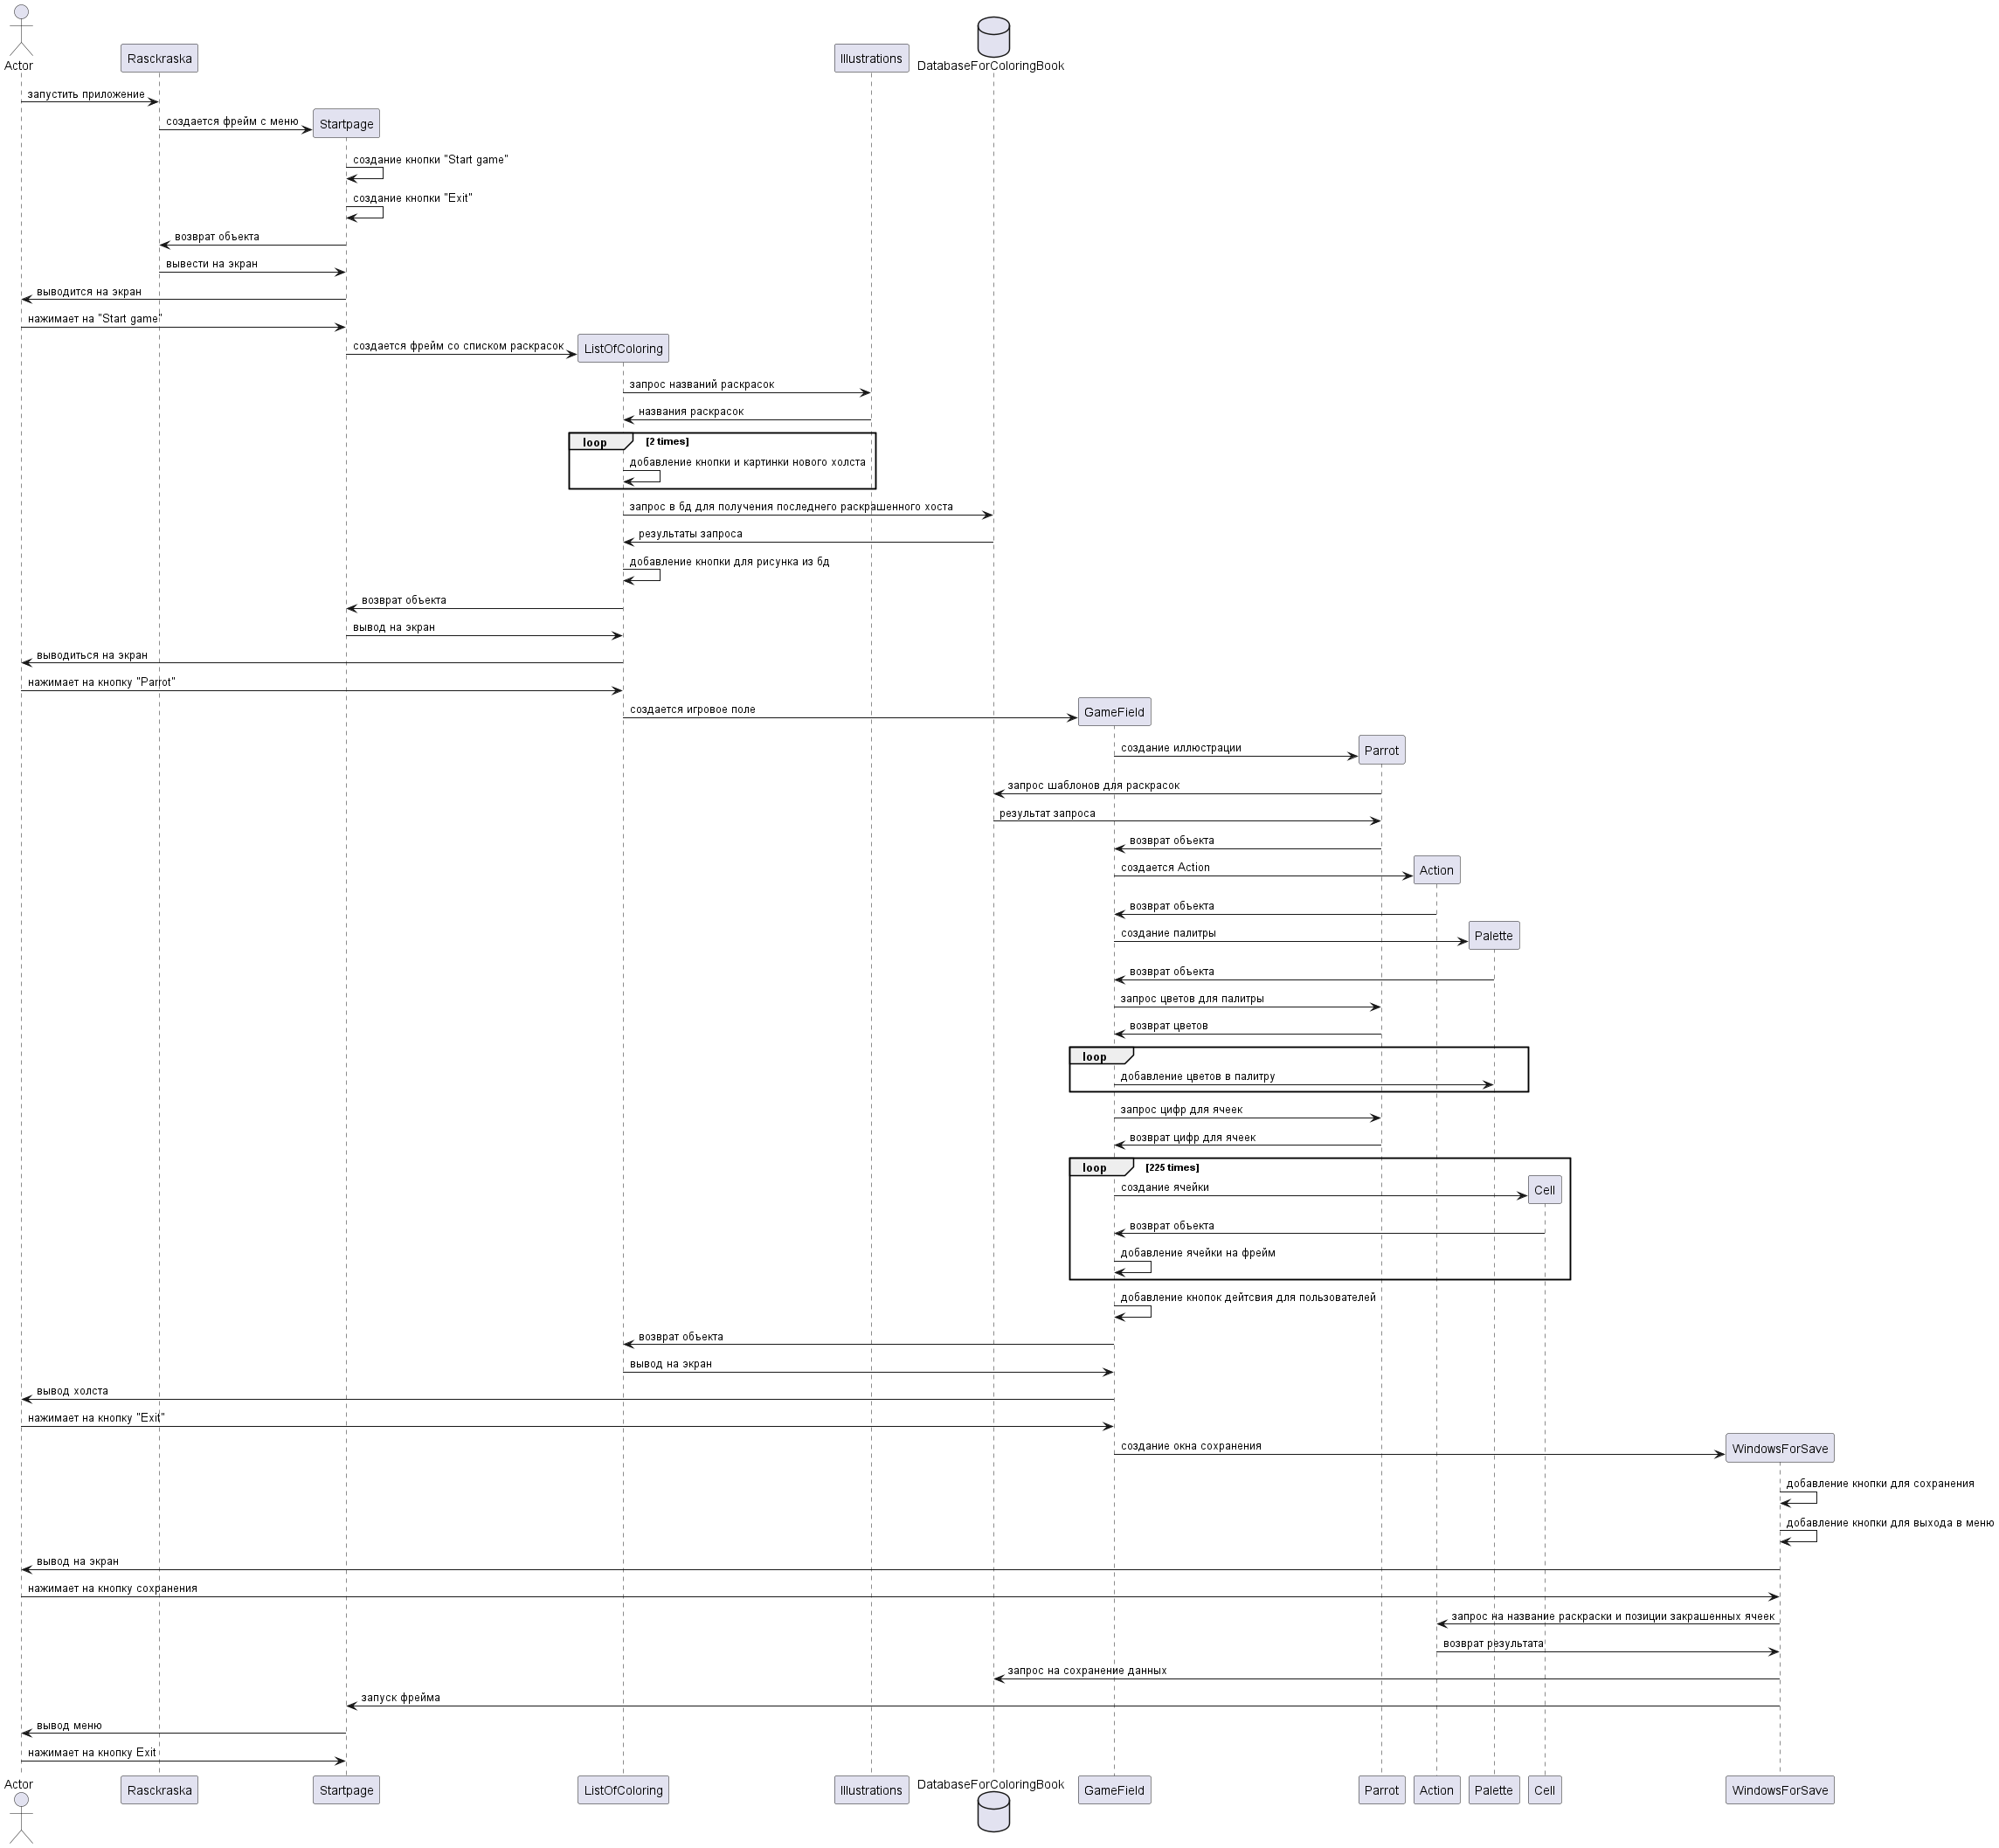 Actor
Rasckraska
Illustrations
DatabaseForColoringBook
запустить приложение
создается фрейм с меню
Startpage
создание кнопки "Start game"
создание кнопки "Exit"
возврат объекта
вывести на экран
выводится на экран
нажимает на "Start game"
создается фрейм со списком раскрасок
ListOfColoring
запрос названий раскрасок
названия раскрасок
loop [2 times]
добавление кнопки и картинки нового холста
запрос в бд для получения последнего раскрашенного хоста
результаты запроса
добавление кнопки для рисунка из бд
возврат объекта
вывод на экран
выводиться на экран
нажимает на кнопку "Parrot"
создается игровое поле
GameField
создание иллюстрации
Parrot
запрос шаблонов для раскрасок
результат запроса
возврат объекта
создается Action
Action
возврат объекта
создание палитры
Palette
возврат объекта
запрос цветов для палитры
возврат цветов
loop
добавление цветов в палитру
запрос цифр для ячеек
возврат цифр для ячеек
loop [225 times]
создание ячейки
Cell
возврат объекта
добавление ячейки на фрейм
добавление кнопок дейтсвия для пользователей
возврат объекта
вывод на экран
вывод холста
нажимает на кнопку "Exit"
создание окна сохранения
WindowsForSave
добавление кнопки для сохранения
добавление кнопки для выхода в меню
вывод на экран
нажимает на кнопку сохранения
запрос на название раскраски и позиции закрашенных ячеек
возврат результата
запрос на сохранение данных
запуск фрейма
вывод меню
нажимает на кнопку Exit
Actor
Rasckraska
Startpage
ListOfColoring
Illustrations
DatabaseForColoringBook
GameField
Parrot
Action
Palette
Cell
WindowsForSave